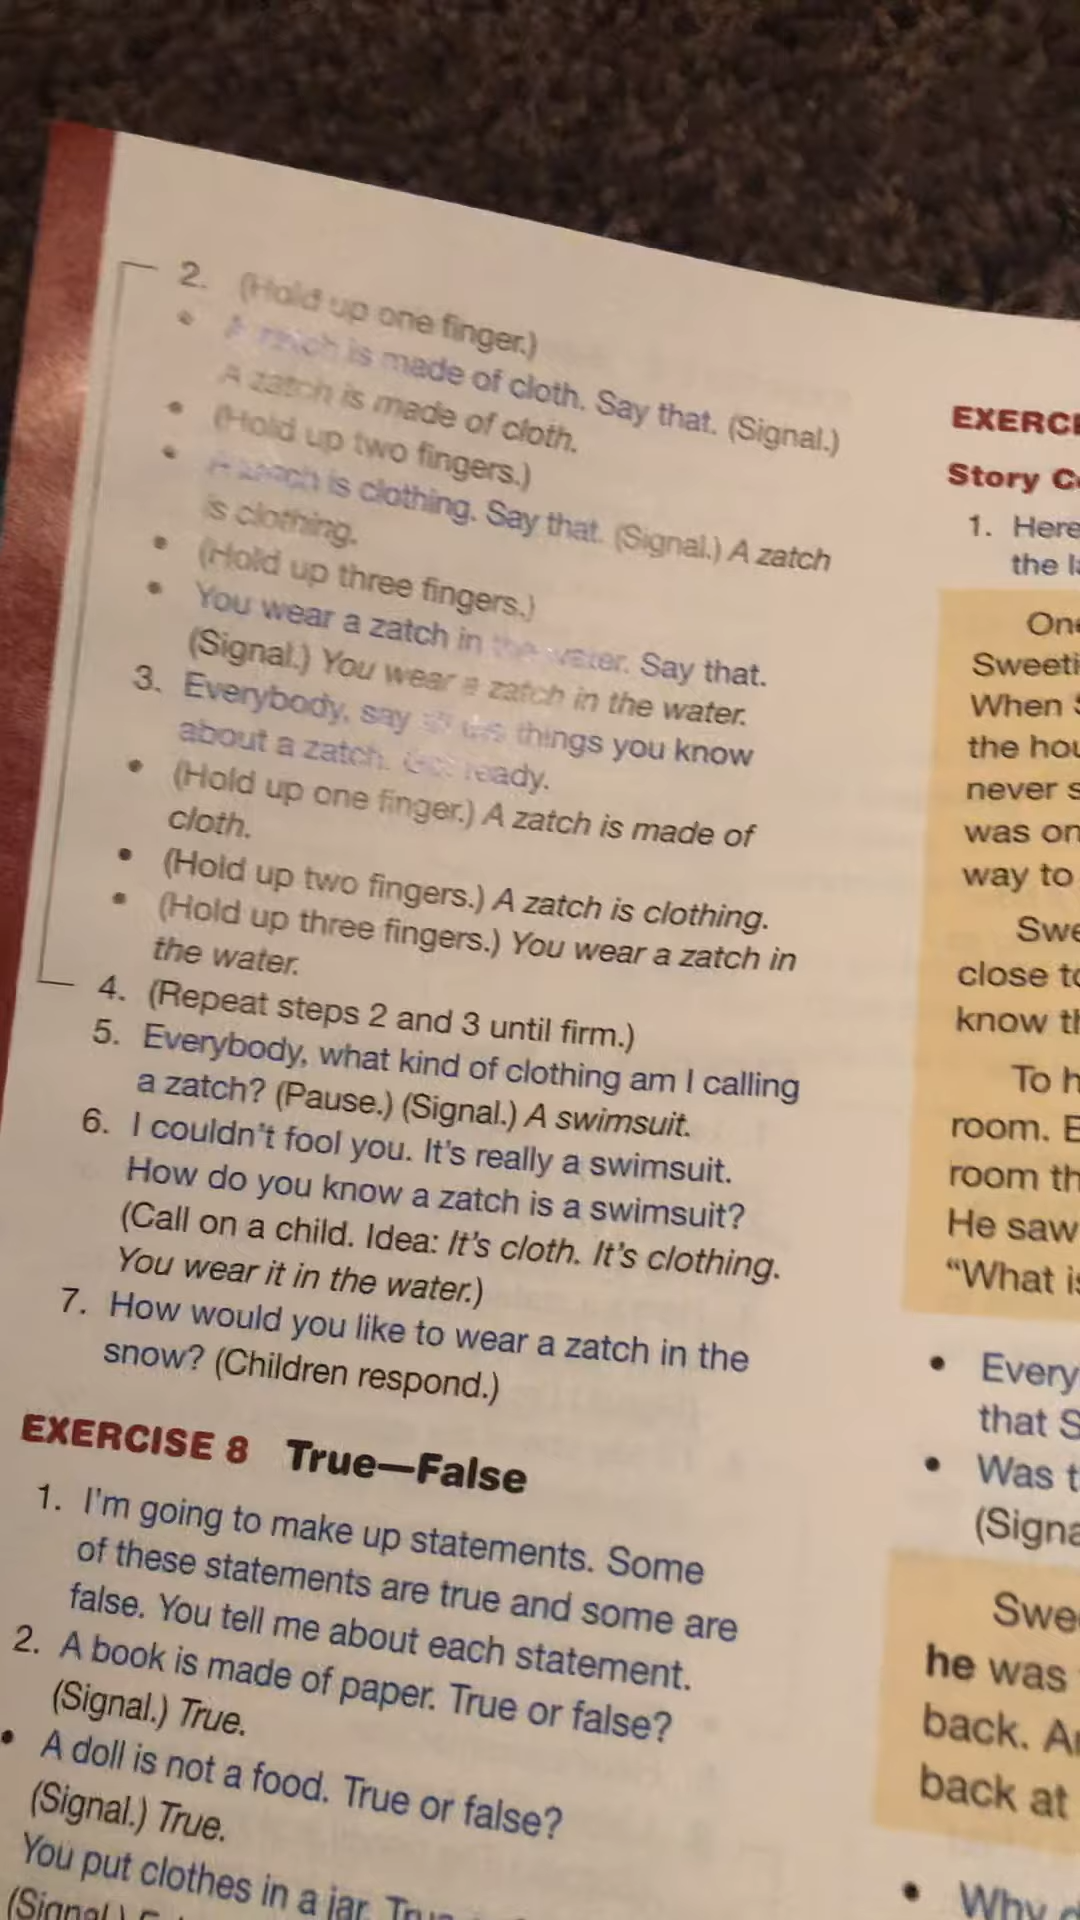 2. (Hold up one finger.)
• A zatch is made of cloth. Say that. (Signal.)
A zatch is made of cloth.
• (Hold up two fingers.)
• A zatch is clothing. Say that. (Signal.) A zatch
is clothing.
• (Hold up three fingers.)
• You wear a zatch in the water. Say that.
(Signal.) You wear a zatch in the water.
3. Everybody, say all the things you know
about a zatch. Get ready.
• (Hold up one finger.) A zatch is made of
cloth.
• (Hold up two fingers.) A zatch is clothing.
• (Hold up three fingers.) You wear a zatch in
the water.
4. (Repeat steps 2 and 3 until firm.)
5. Everybody, what kind of clothing am I calling
a zatch? (Pause.) (Signal.) A swimsuit.
6. I couldn't fool you. It's really a swimsuit.
How do you know a zatch is a swimsuit?
(Call on a child. Idea: It's cloth. It's clothing.
You wear it in the water.)
7. How would you like to wear a zatch in the
snow? (Children respond.)
EXERCISE 8 True—False
1. I'm going to make up statements. Some
of these statements are true and some are
false. You tell me about each statement.
2. A book is made of paper. True or false?
(Signal.) True.
• A doll is not a food. True or false?
(Signal.) True.
You put clothes in a jar.
(Signal.)
Story
1. Here
the
When
the
never
was on
way to
close
know
To
room.
room
He saw
"What
• Every
that
• Was
he was
back.
back at
• Why